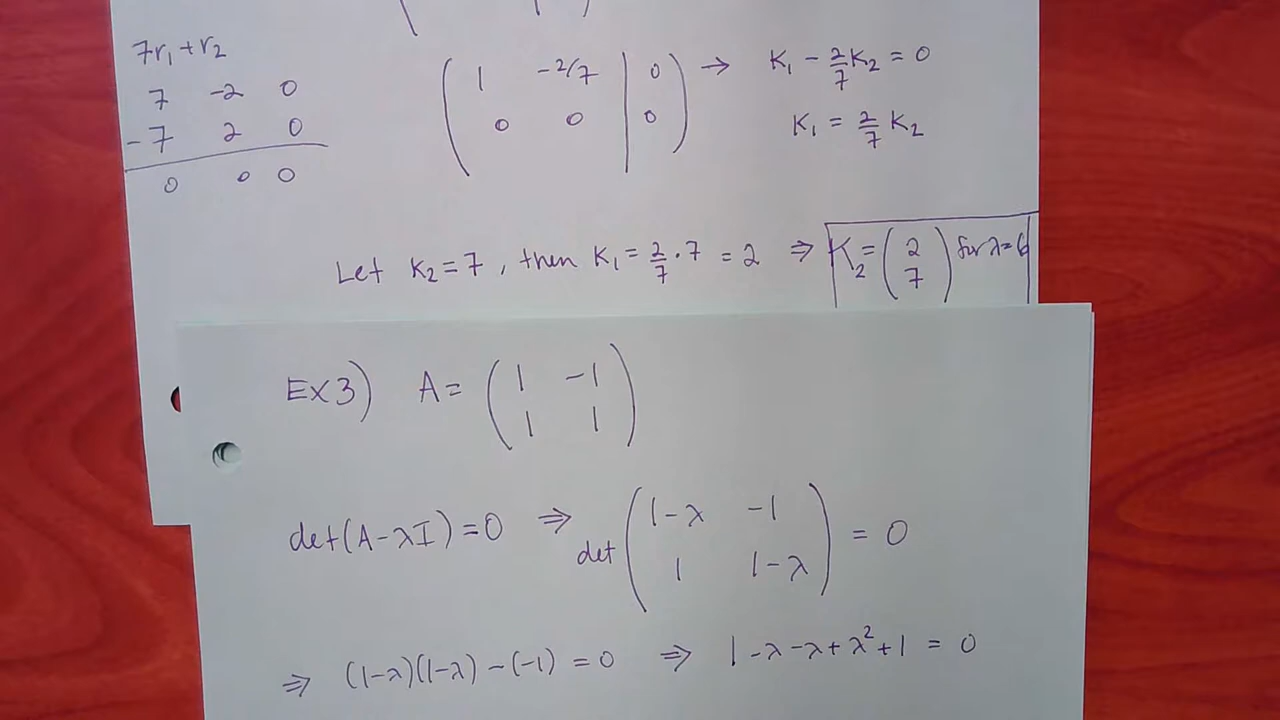 7r₁+r₂
7 -2 0
-7 2 0
0 0 0
( 1 -2/7 | 0 ) → K₁ - 2/7 K₂ = 0
( 0 0 | 0 )
K₁ = 2/7 K₂
Let K₂=7, then K₁ = 2/7 · 7 = 2 ⇒ K₂ = ( 2 7 ) for λ=6
Ex3) A = ( 1 -1
1 1 )
det(A-λI)=0 ⇒ det ( 1-λ -1
1 1-λ ) = 0
⇒ (1-λ)(1-λ) - (-1) = 0 ⇒ 1-λ-λ+λ²+1 = 0